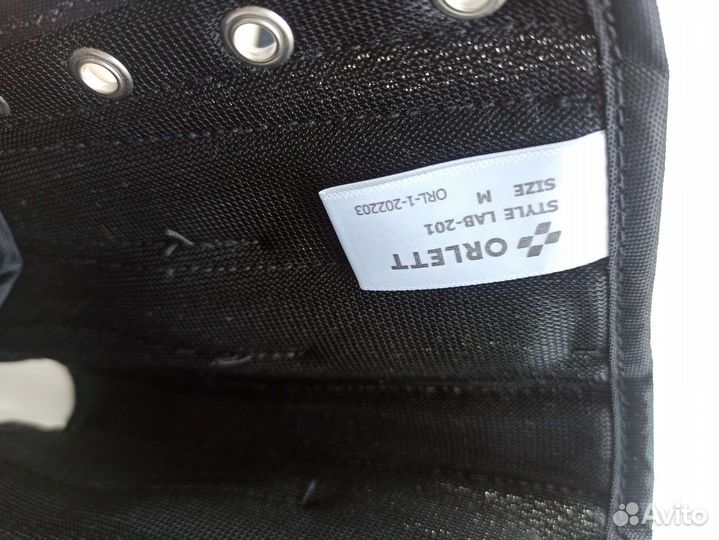 ORLETT
STYLE LAB-201
SIZE M
ORL-1-202203
Avito